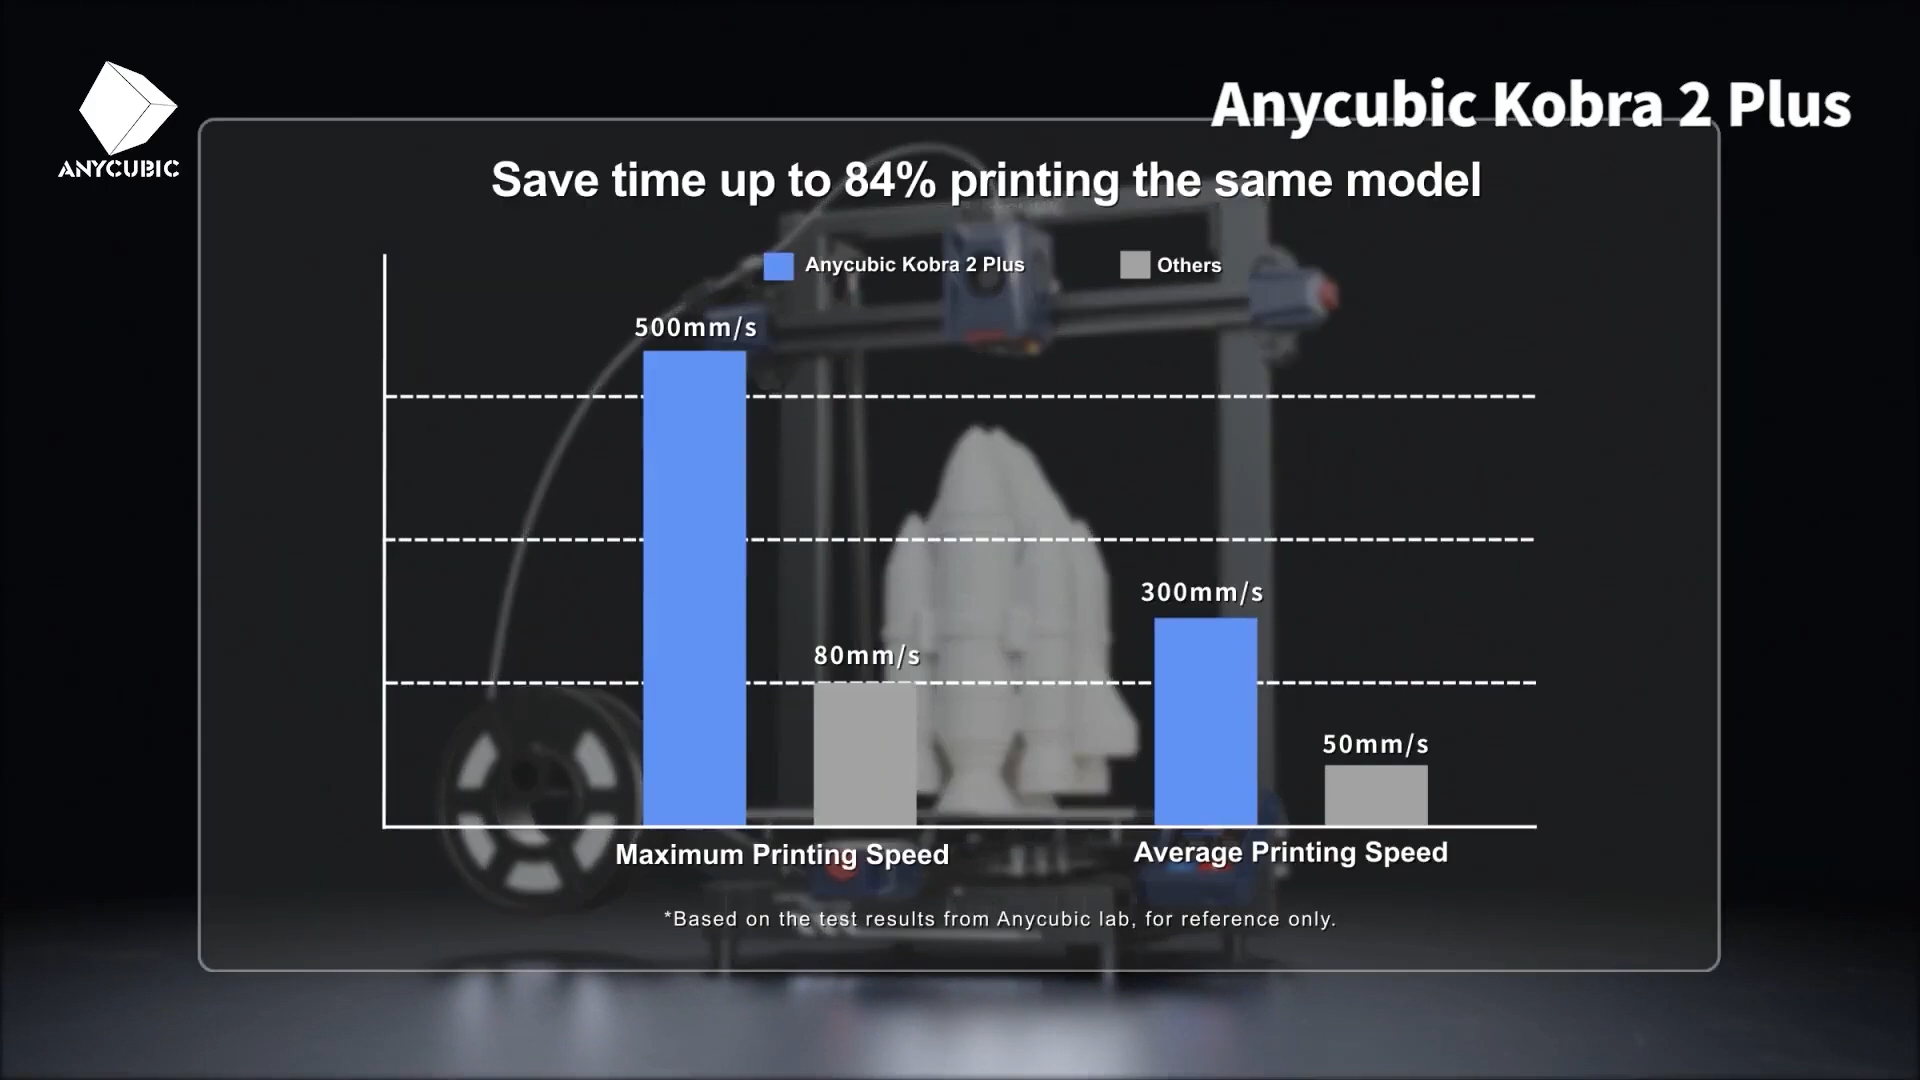 ANYCUBIC
Anycubic Kobra 2 Plus
Save time up to 84% printing the same model
Anycubic Kobra 2 Plus
Others
500mm/s
80mm/s
300mm/s
50mm/s
Maximum Printing Speed
Average Printing Speed
*Based on the test results from Anycubic lab, for reference only.